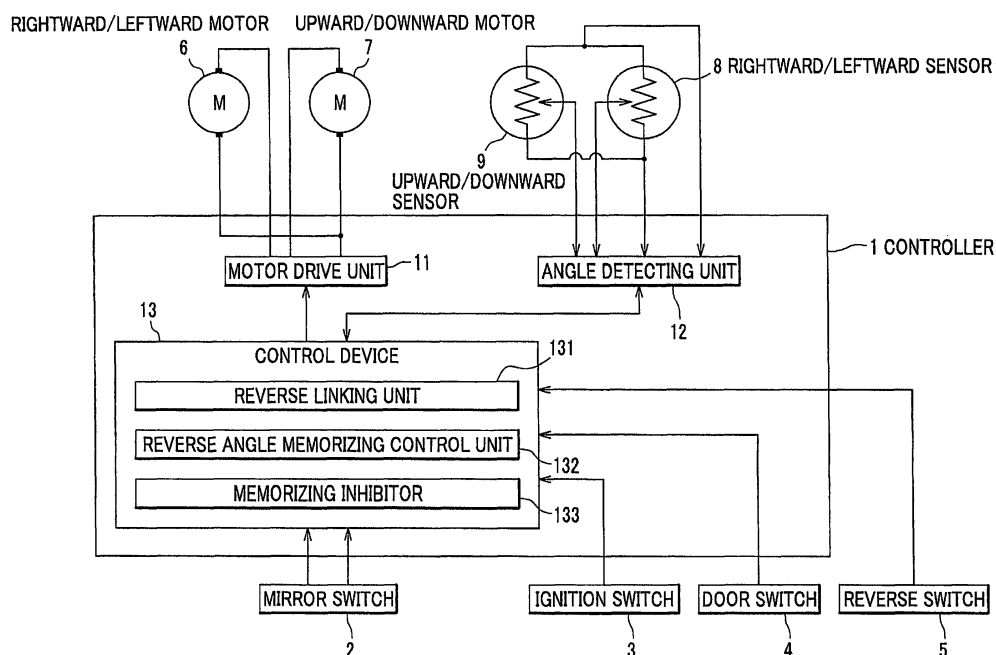 RIGHTWARD/LEFTWARD MOTOR
6
UPWARD/DOWNWARD MOTOR
7
M
M
8 RIGHTWARD/LEFTWARD SENSOR
9
UPWARD/DOWNWARD
SENSOR
1 CONTROLLER
MOTOR DRIVE UNIT
11
ANGLE DETECTING UNIT
12
13
CONTROL DEVICE
131
REVERSE LINKING UNIT
REVERSE ANGLE MEMORIZING CONTROL UNIT
132
MEMORIZING INHIBITOR
133
MIRROR SWITCH
2
IGNITION SWITCH
3
DOOR SWITCH
4
REVERSE SWITCH
5